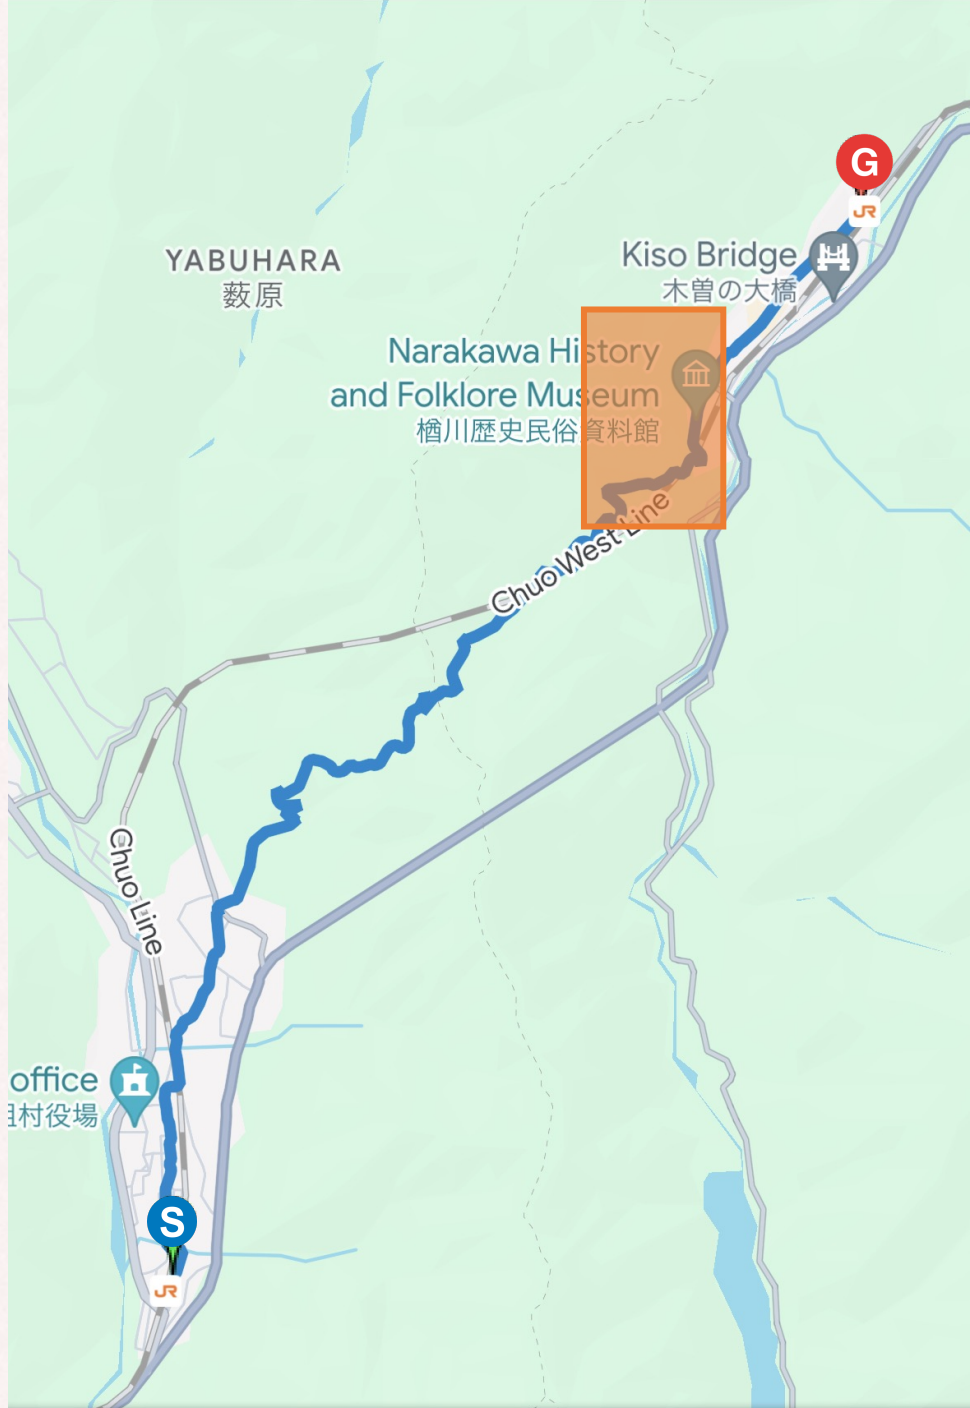 G
JR
Kiso Bridge
木曽の大橋
YABUHARA
薮原
Narakawa History
and Folklore Museum
楢川歴史民俗資料館
Chuo West Line
Chuo Line
office
祖村役場
S
JR